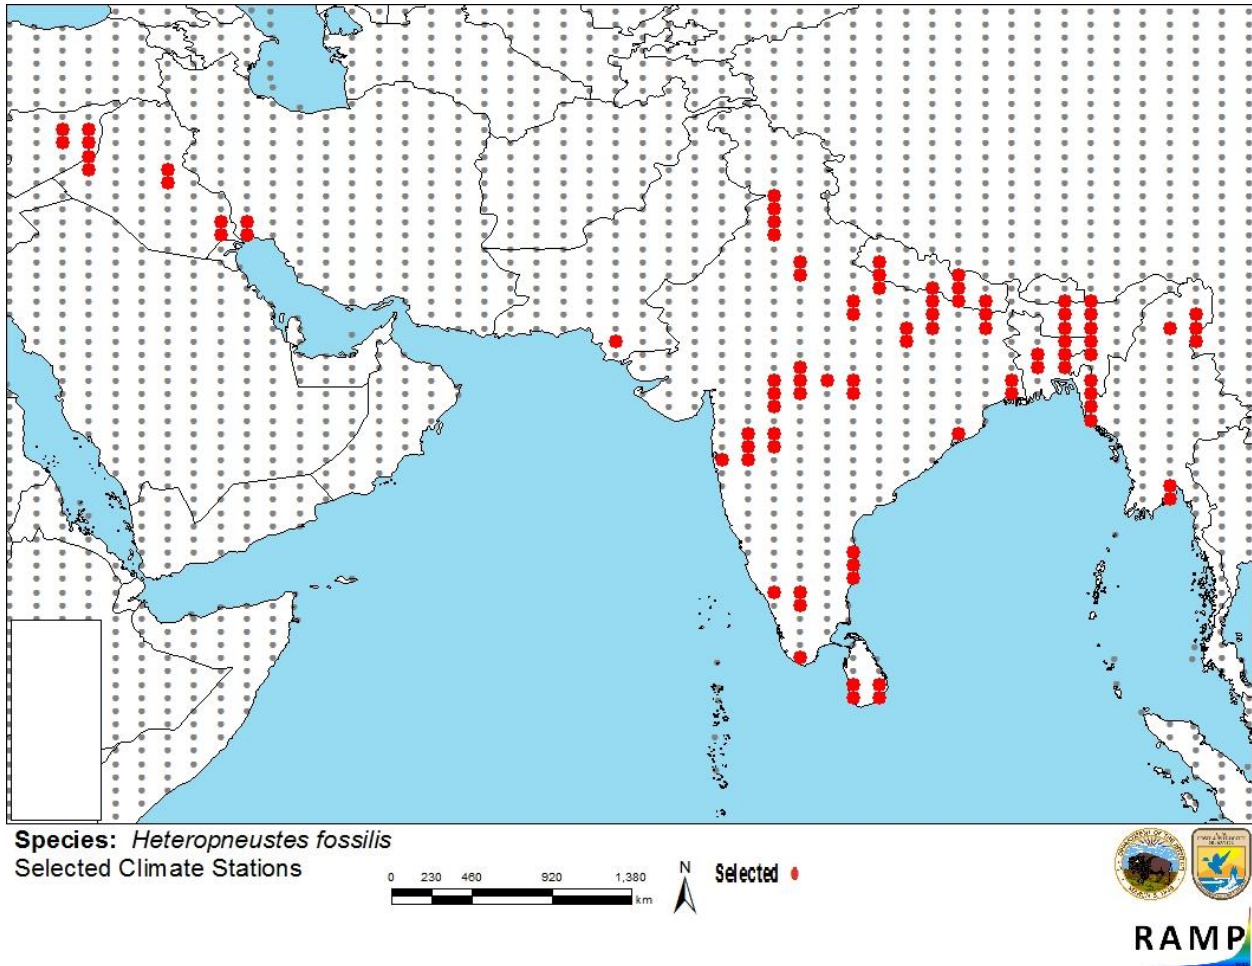 Species: Heteropneustes fossilis
Selected Climate Stations
0 230 460 920 1,380
km
N
Selected
RAMP